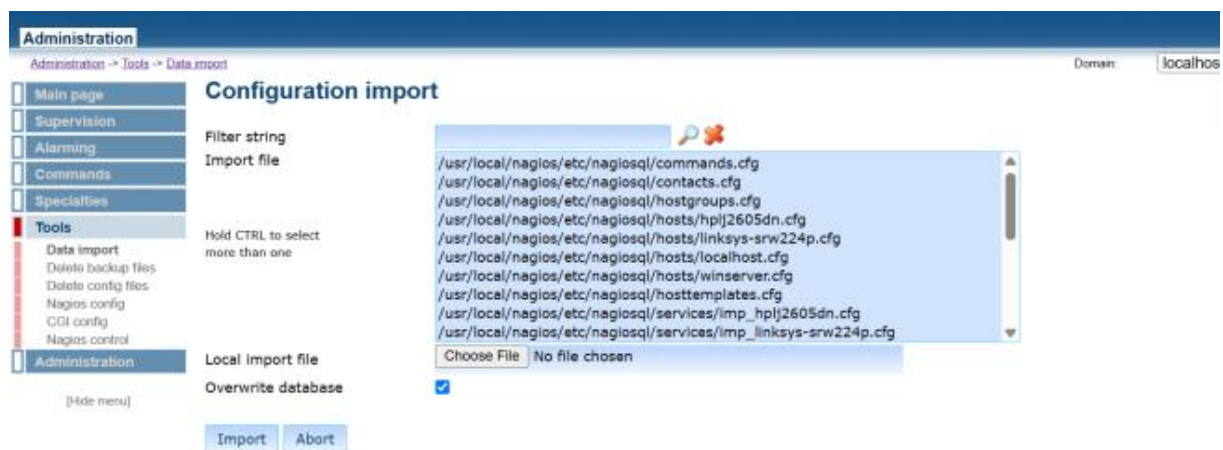 Administration
Administration -> Tools -> Data import
Domain:
localhos
Main page
Supervision
Alarming
Commands
Specialties
Tools
Data import
Delete backup files
Delete config files
Nagios config
CGI config
Nagios control
Administration
[Hide menu]
Configuration import
Filter string
Import file
Hold CTRL to select
more than one
/usr/local/nagios/etc/nagiosql/commands.cfg
/usr/local/nagios/etc/nagiosql/contacts.cfg
/usr/local/nagios/etc/nagiosql/hostgroups.cfg
/usr/local/nagios/etc/nagiosql/hosts/hplj2605dn.cfg
/usr/local/nagios/etc/nagiosql/hosts/linksys-srw224p.cfg
/usr/local/nagios/etc/nagiosql/hosts/localhost.cfg
/usr/local/nagios/etc/nagiosql/hosts/winserver.cfg
/usr/local/nagios/etc/nagiosql/hosttemplates.cfg
/usr/local/nagios/etc/nagiosql/services/imp_hplj2605dn.cfg
/usr/local/nagios/etc/nagiosql/services/imp_linksys-srw224p.cfg
Local import file
Choose File No file chosen
Overwrite database
Import Abort